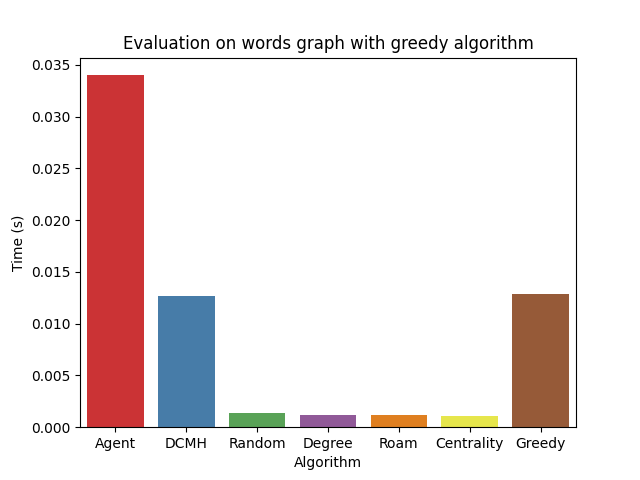 Evaluation on words graph with greedy algorithm
0.035
0.030
0.025
0.020
0.015
0.010
0.005
0.000
Time (s)
Agent DCMH Random Degree Roam Centrality Greedy
Algorithm